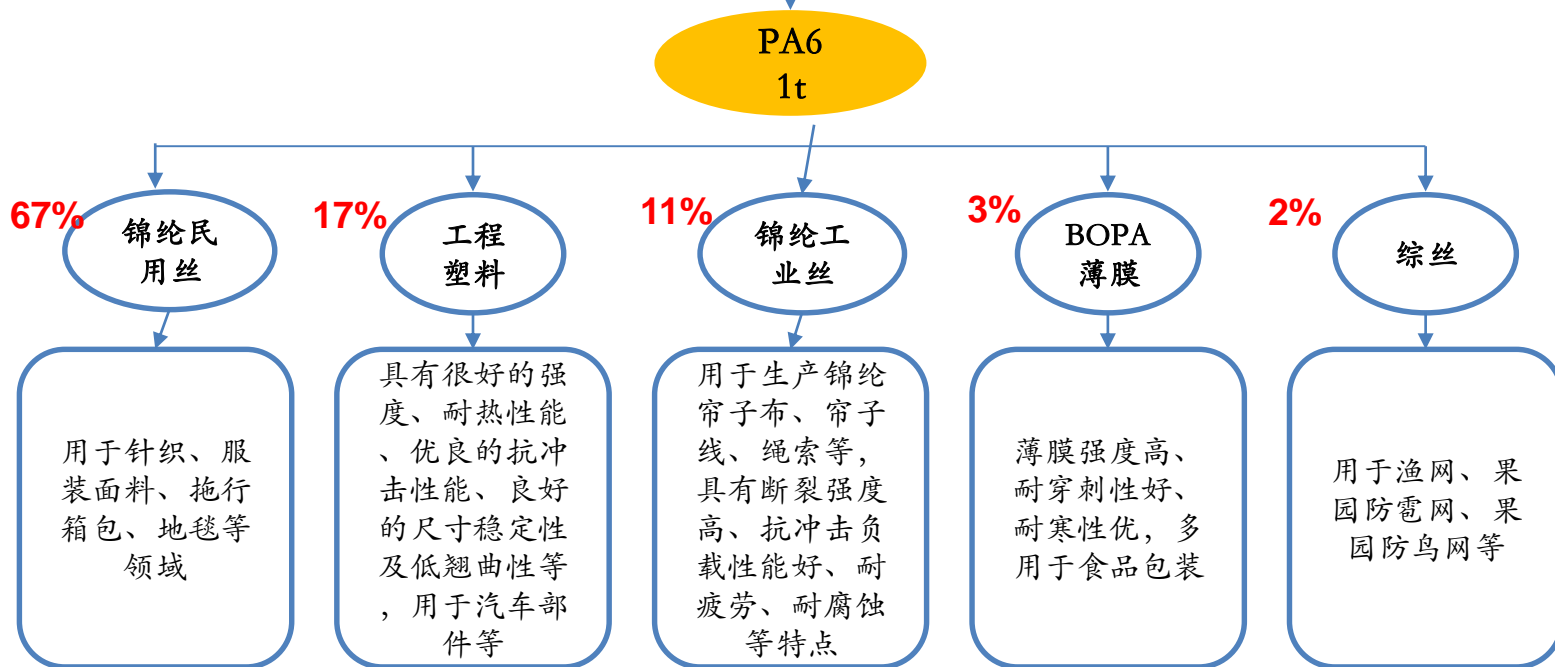 PA6
1t
67%
锦纶民
用丝
17%
工程
塑料
11%
锦纶工
业丝
3%
BOPA
薄膜
2%
综丝
用于针织、服
装面料、拖行
箱包、地毯等
领域
具有很好的强
度、耐热性能
、优良的抗冲
击性能、良好
的尺寸稳定性
及低翘曲性等
，用于汽车部
件等
用于生产锦纶
帘子布、帘子
线、绳索等，
具有断裂强度
高、抗冲击负
载性能好、耐
疲劳、耐腐蚀
等特点
薄膜强度高、
耐穿刺性好、
耐寒性优，多
用于食品包装
用于渔网、果
园防雹网、果
园防鸟网等